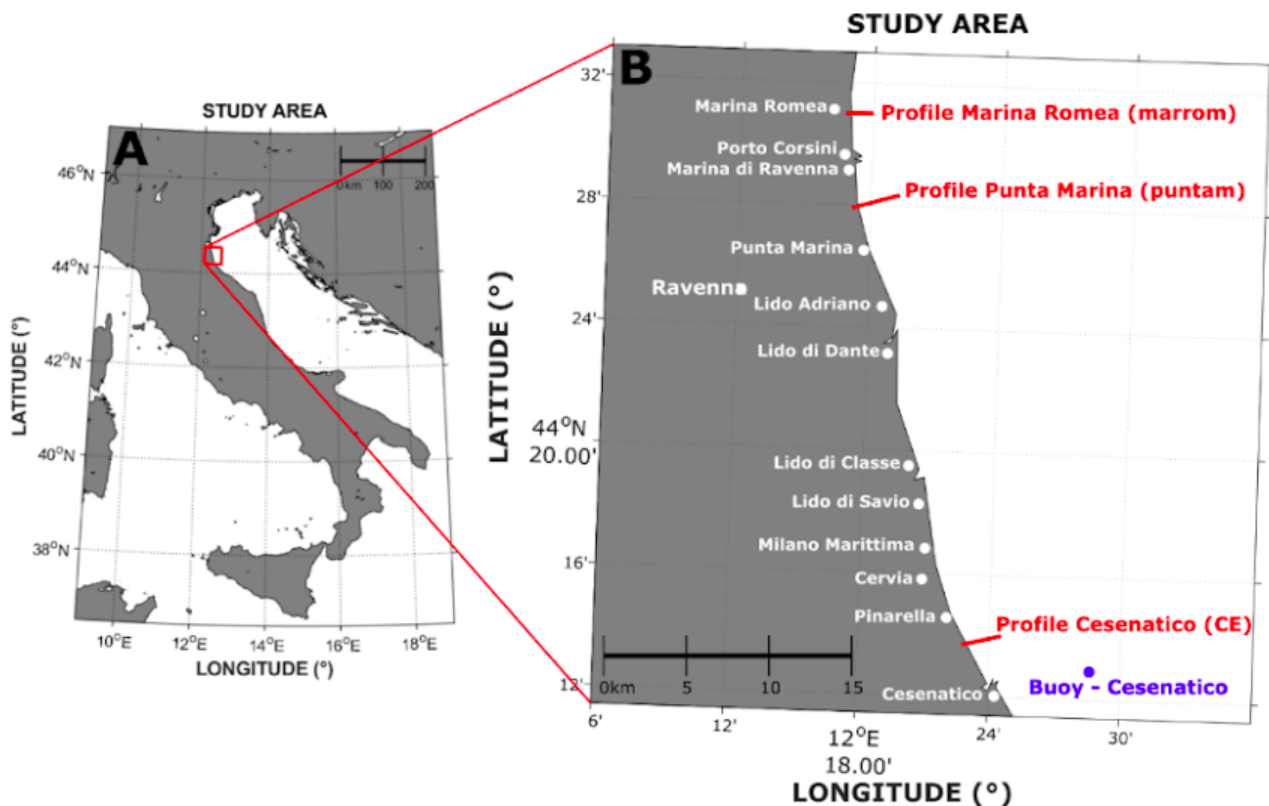 STUDY AREA
A
0km 100 200
46°N
44°N
42°N
40°N
38°N
LATITUDE (°)
10°E 12°E 14°E 16°E 18°E
LONGITUDE (°)
STUDY AREA
B
32'
28'
24'
44°N
20.00'
16'
12'
LATITUDE (°)
Marina Romea
Profile Marina Romea (marrom)
Porto Corsini
Marina di Ravenna
Profile Punta Marina (puntam)
Punta Marina
Ravenna
Lido Adriano
Lido di Dante
Lido di Classe
Lido di Savio
Milano Marittima
Cervia
Pinarella
Profile Cesenatico (CE)
0km 5 10 15
Cesenatico
Buoy - Cesenatico
6' 12' 12°E 24' 30'
18.00'
LONGITUDE (°)